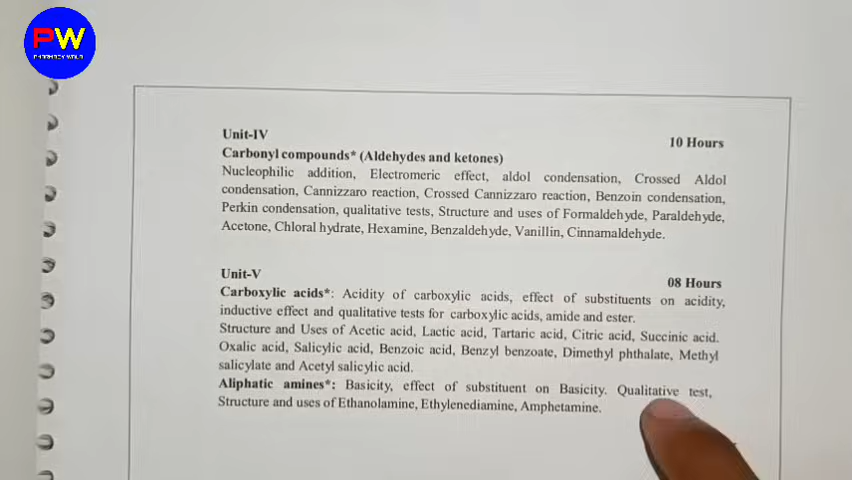 PW
PHARMACY WALA
Unit-IV
10 Hours
Carbonyl compounds* (Aldehydes and ketones)
Nucleophilic addition, Electromeric effect, aldol condensation, Crossed Aldol
condensation, Cannizzaro reaction, Crossed Cannizzaro reaction, Benzoin condensation,
Perkin condensation, qualitative tests, Structure and uses of Formaldehyde, Paraldehyde,
Acetone, Chloral hydrate, Hexamine, Benzaldehyde, Vanillin, Cinnamaldehyde.
Unit-V
08 Hours
Carboxylic acids*: Acidity of carboxylic acids, effect of substituents on acidity,
inductive effect and qualitative tests for carboxylic acids, amide and ester.
Structure and Uses of Acetic acid, Lactic acid, Tartaric acid, Citric acid, Succinic acid.
Oxalic acid, Salicylic acid, Benzoic acid, Benzyl benzoate, Dimethyl phthalate, Methyl
salicylate and Acetyl salicylic acid.
Aliphatic amines*: Basicity, effect of substituent on Basicity. Qualitative test,
Structure and uses of Ethanolamine, Ethylenediamine, Amphetamine.